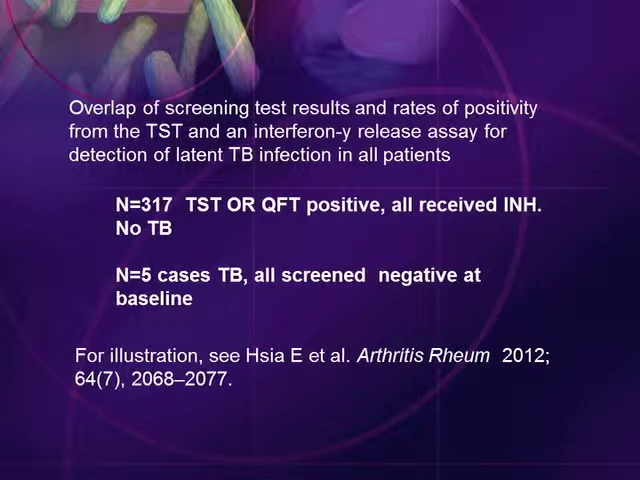 Overlap of screening test results and rates of positivity
from the TST and an interferon-y release assay for
detection of latent TB infection in all patients
N=317 TST OR QFT positive, all received INH.
No TB
N=5 cases TB, all screened negative at
baseline
For illustration, see Hsia E et al. Arthritis Rheum 2012;
64(7), 2068–2077.